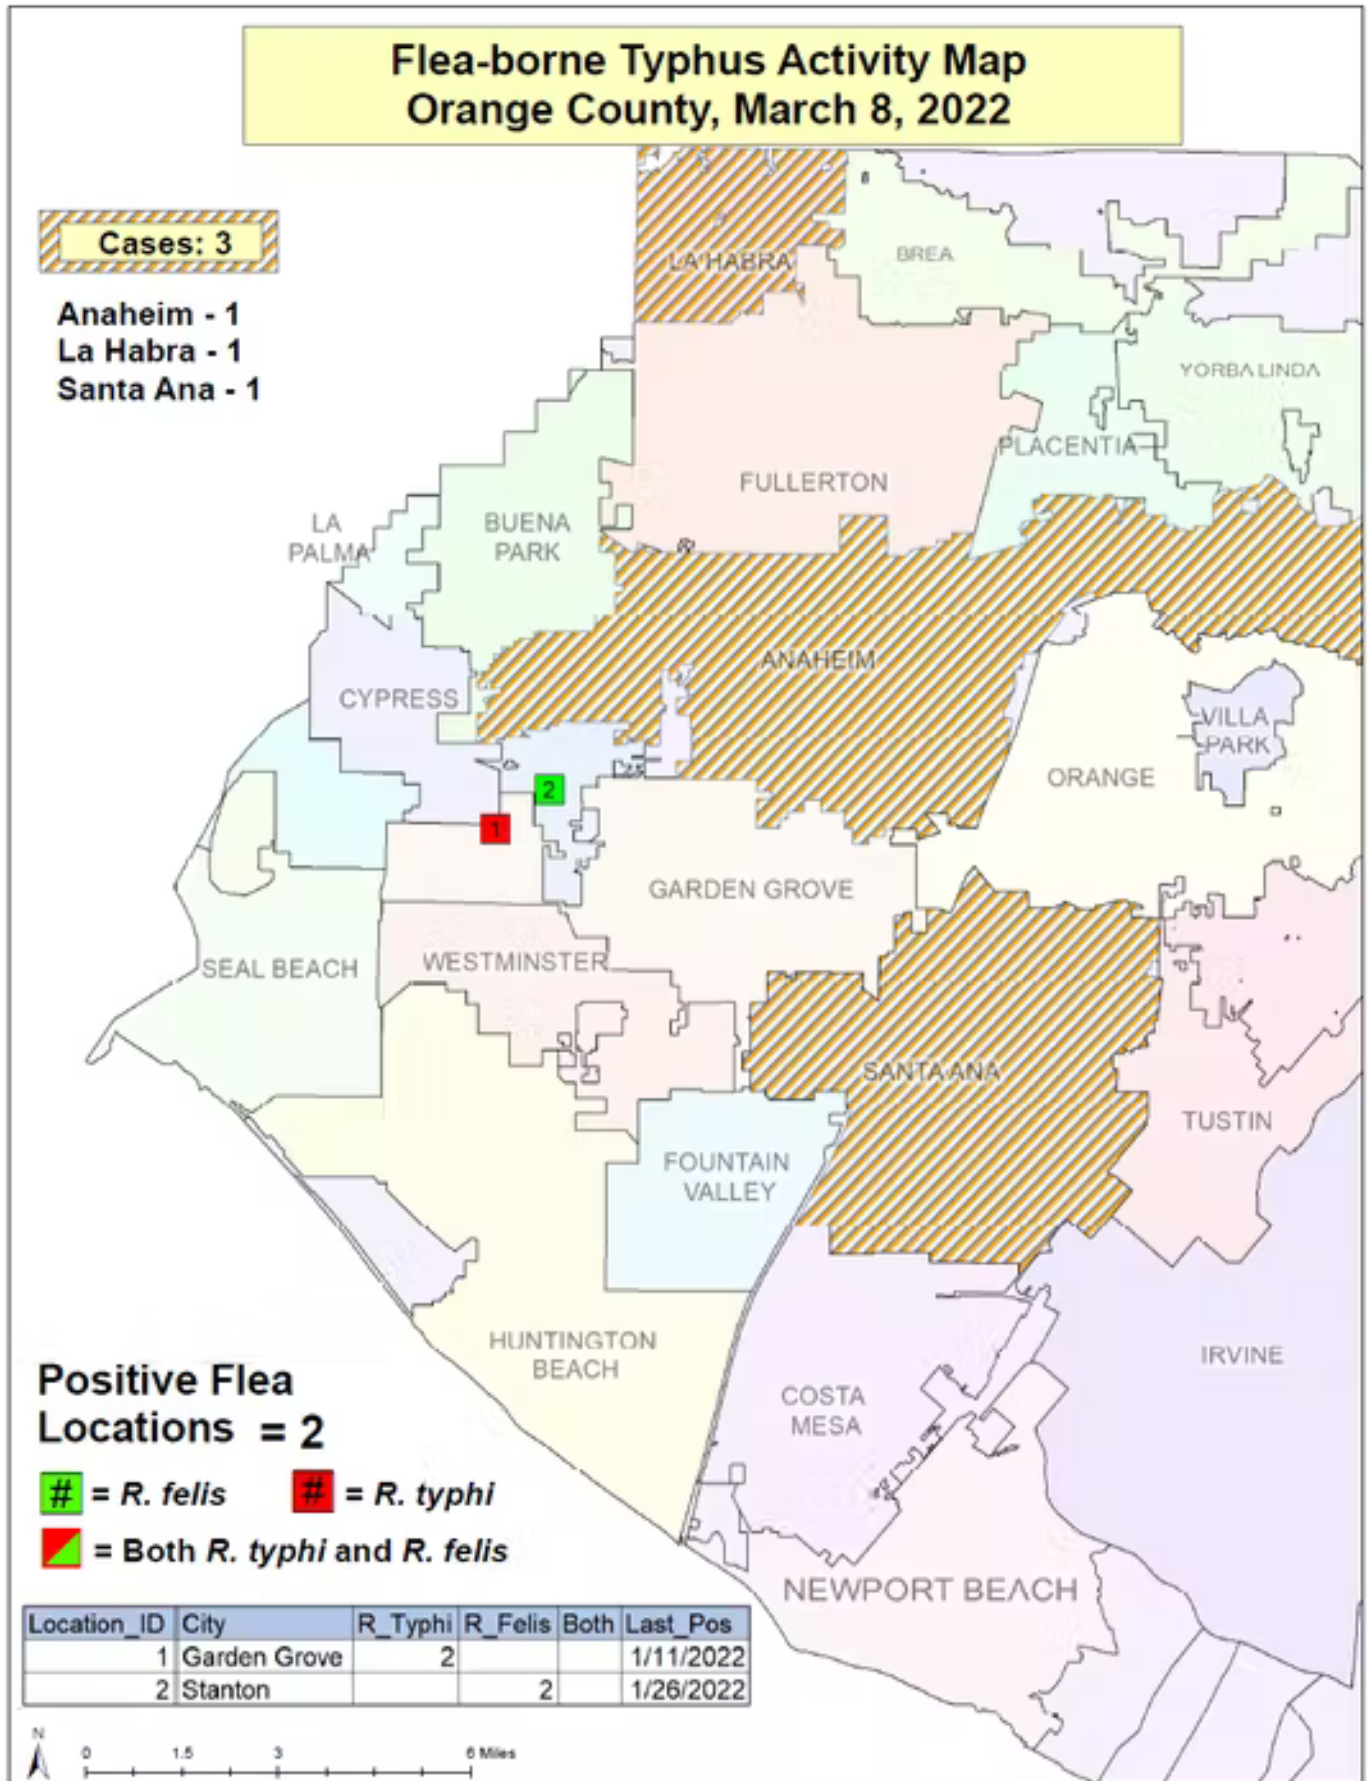 Flea-borne Typhus Activity Map
Orange County, March 8, 2022
Cases: 3
Anaheim - 1
La Habra - 1
Santa Ana - 1
LA HABRA
BREA
YORBA LINDA
PLACENTIA
FULLERTON
LA
PALMA
BUENA
PARK
ANAHEIM
CYPRESS
VILLA
PARK
ORANGE
2
1
GARDEN GROVE
WESTMINSTER
SEAL BEACH
SANTA ANA
TUSTIN
FOUNTAIN
VALLEY
HUNTINGTON
BEACH
IRVINE
COSTA
MESA
NEWPORT BEACH
Positive Flea
Locations = 2
# = R. felis # = R. typhi
= Both R. typhi and R. felis
Location_ID City R_Typhi R_Felis Both Last_Pos
1 Garden Grove 2 1/11/2022
2 Stanton 2 1/26/2022
N
0 1.5 3 6 Miles